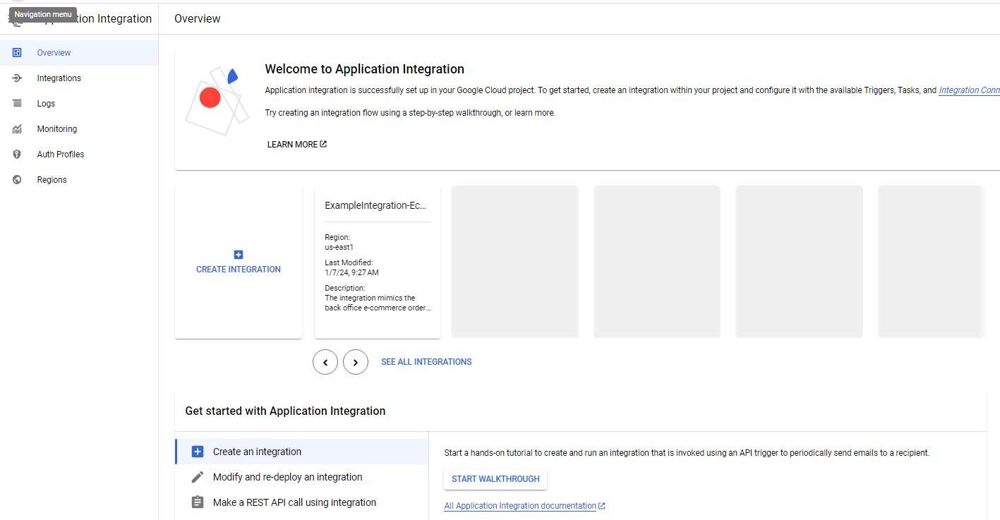 Navigation menu
Application Integration
Overview
Overview
Integrations
Logs
Monitoring
Auth Profiles
Regions
Welcome to Application Integration
Application integration is successfully set up in your Google Cloud project. To get started, create an integration within your project and configure it with the available Triggers, Tasks, and Integration Conn
Try creating an integration flow using a step-by-step walkthrough, or learn more.
LEARN MORE
CREATE INTEGRATION
ExampleIntegration-Ec...
Region:
us-east1
Last Modified:
1/7/24, 9:27 AM
Description:
The integration mimics the
back office e-commerce order...
SEE ALL INTEGRATIONS
Get started with Application Integration
Create an integration
Modify and re-deploy an integration
Make a REST API call using integration
Start a hands-on tutorial to create and run an integration that is invoked using an API trigger to periodically send emails to a recipient.
START WALKTHROUGH
All Application Integration documentation